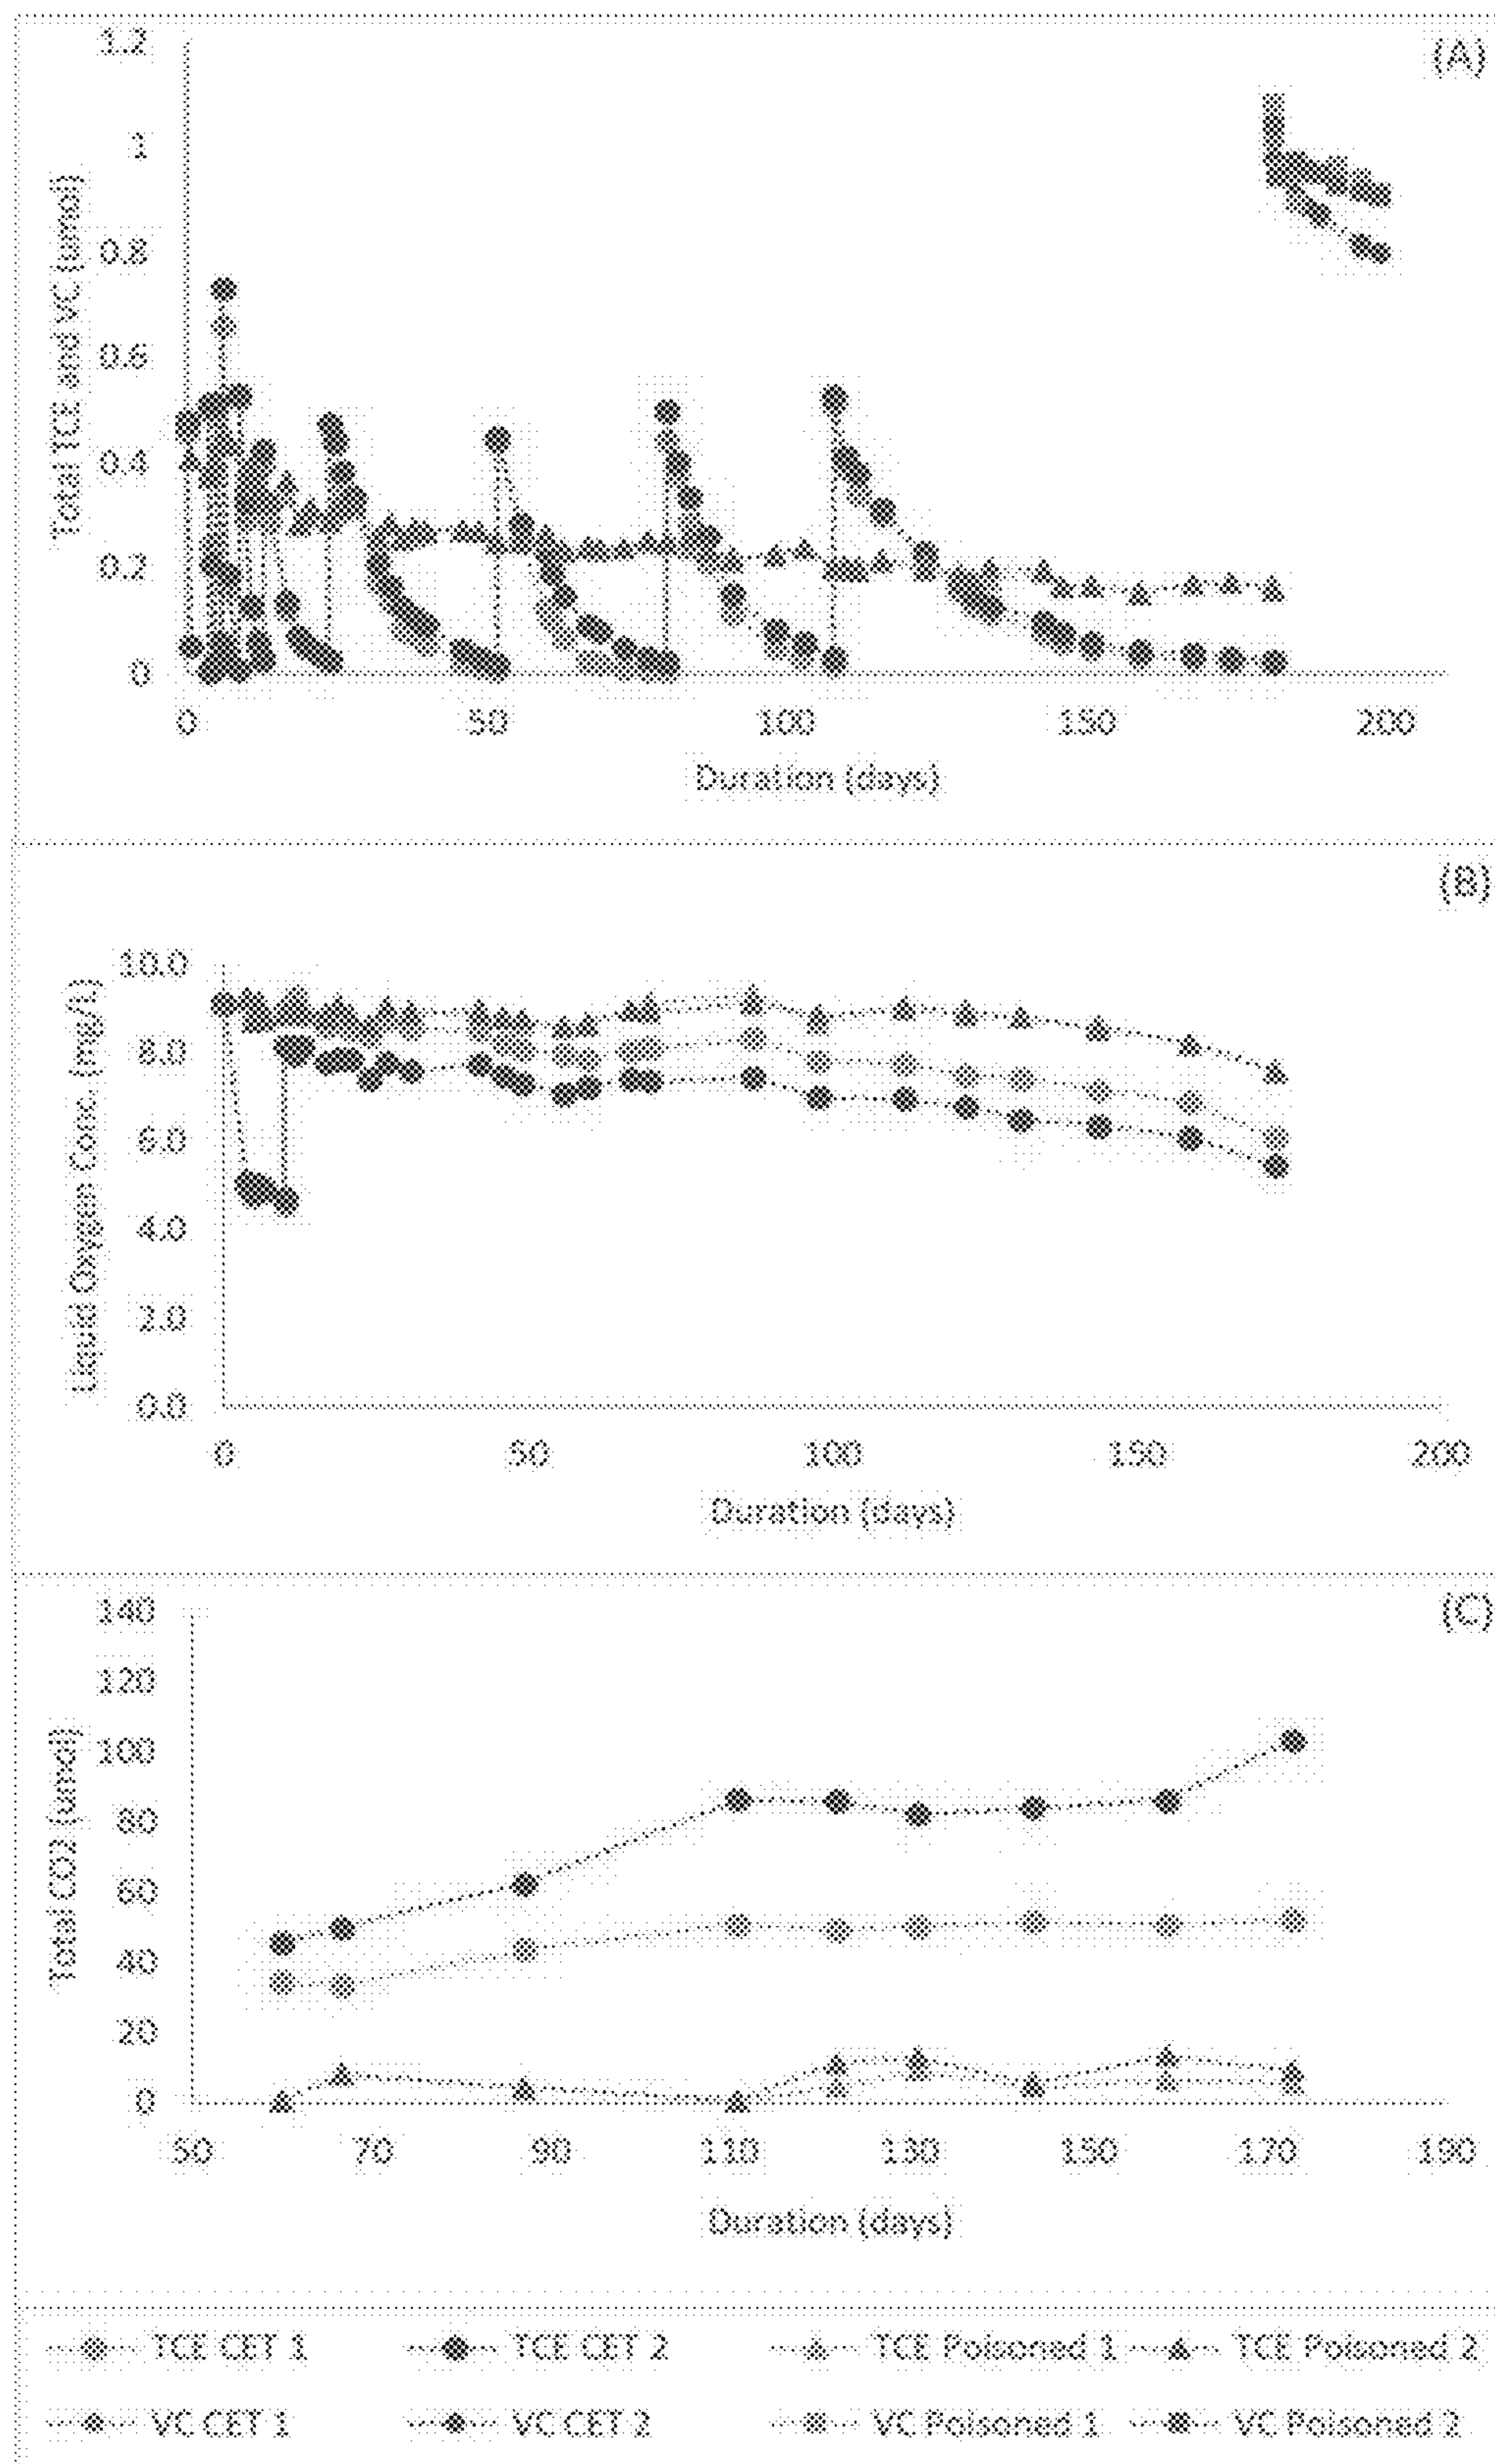 (A)
Total TCE and VC (umol)
1.2
1
0.8
0.6
0.4
0.2
0
0 50 100 150 200
Duration (days)
(B)
Liquid Oxygen Conc. (mg/L)
10.0
8.0
6.0
4.0
2.0
0.0
0 50 100 150 200
Duration (days)
(C)
Total CO2 (umol)
140
120
100
80
60
40
20
0
50 70 90 110 130 150 170 190
Duration (days)
TCE CET 1 TCE CET 2 TCE Poisoned 1 TCE Poisoned 2
VC CET 1 VC CET 2 VC Poisoned 1 VC Poisoned 2